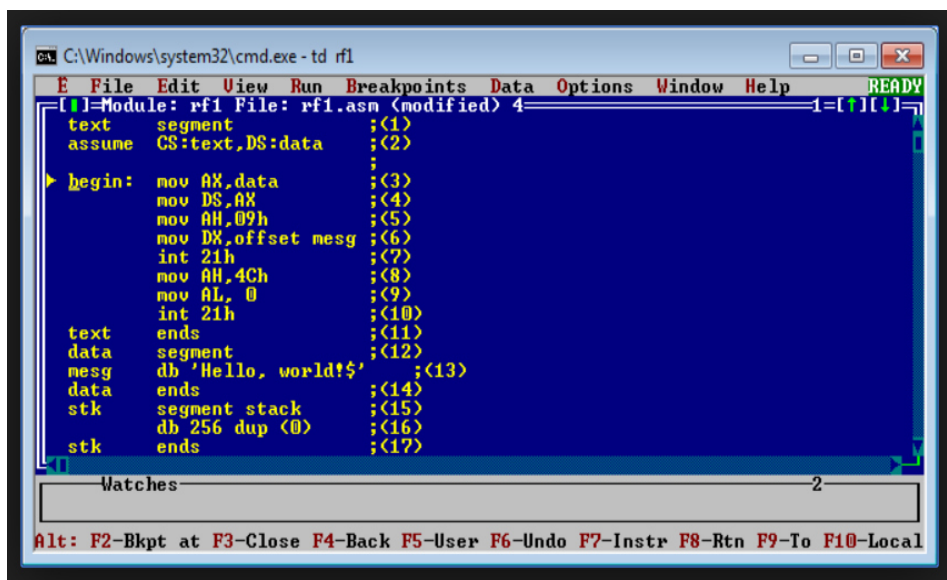 C:\Windows\system32\cmd.exe - td rf1
E File Edit View Run Breakpoints Data Options Window Help READY
=[ ]=Module: rf1 File: rf1.asm (modified) 4 1=[↑][↓]=
text segment ;(1)
assume CS:text,DS:data ;(2)
;
begin: mov AX,data ;(3)
mov DS,AX ;(4)
mov AH,09h ;(5)
mov DX,offset mesg ;(6)
int 21h ;(7)
mov AH,4Ch ;(8)
mov AL, 0 ;(9)
int 21h ;(10)
text ends ;(11)
data segment ;(12)
mesg db 'Hello, world!$' ;(13)
data ends ;(14)
stk segment stack ;(15)
db 256 dup (0) ;(16)
stk ends ;(17)
Watches 2
Alt: F2-Bkpt at F3-Close F4-Back F5-User F6-Undo F7-Instr F8-Rtn F9-To F10-Local